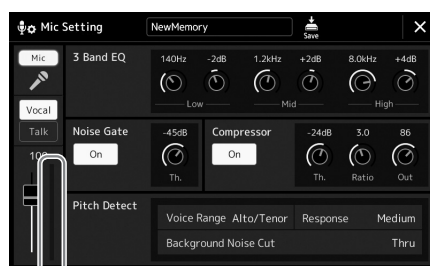 Mic Setting NewMemory Save
Mic
Vocal
Talk
100
3 Band EQ
140Hz -2dB 1.2kHz +2dB 8.0kHz +4dB
Low Mid High
Noise Gate
On
-45dB
Th.
Compressor
On
-24dB 3.0 86
Th. Ratio Out
Pitch Detect
Voice Range Alto/Tenor Response Medium
Background Noise Cut Thru